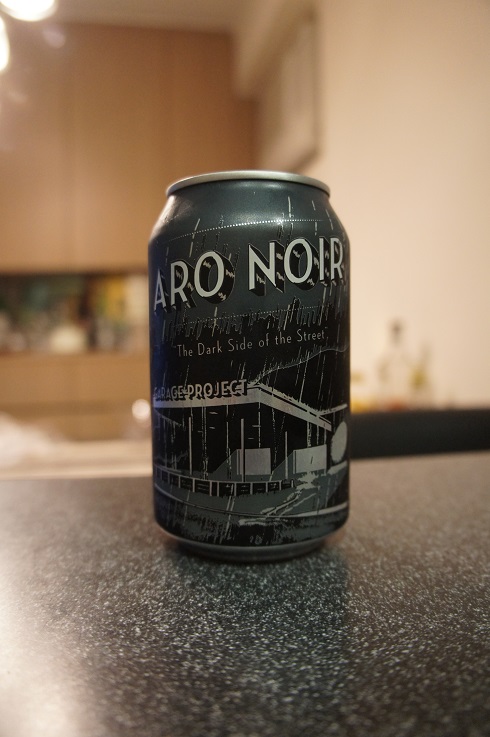 ARO NOIR
"The Dark Side of the Street"
GARAGE PROJECT